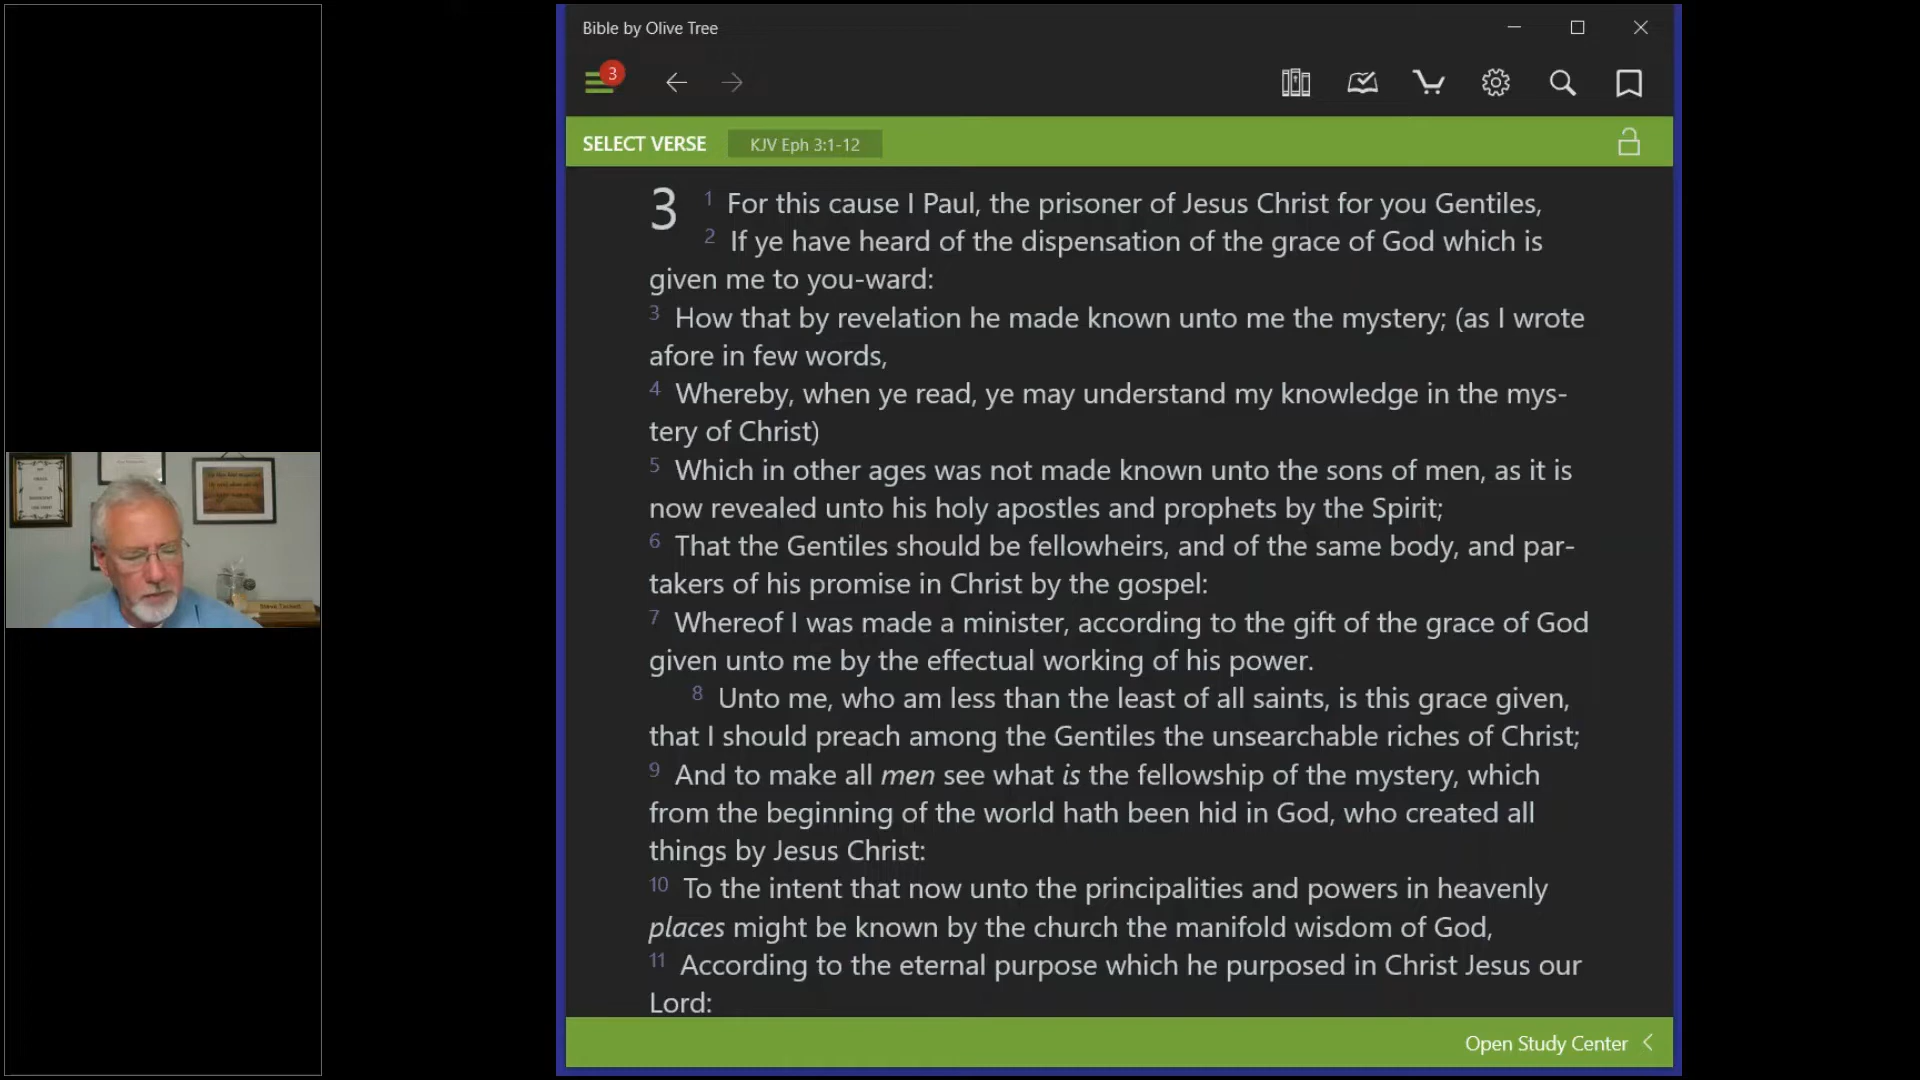 Bible by Olive Tree
3
SELECT VERSE
KJV Eph 3:1-12
3 1 For this cause I Paul, the prisoner of Jesus Christ for you Gentiles,
2 If ye have heard of the dispensation of the grace of God which is
given me to you-ward:
3 How that by revelation he made known unto me the mystery; (as I wrote
afore in few words,
4 Whereby, when ye read, ye may understand my knowledge in the mys-
tery of Christ)
5 Which in other ages was not made known unto the sons of men, as it is
now revealed unto his holy apostles and prophets by the Spirit;
6 That the Gentiles should be fellowheirs, and of the same body, and par-
takers of his promise in Christ by the gospel:
7 Whereof I was made a minister, according to the gift of the grace of God
given unto me by the effectual working of his power.
8 Unto me, who am less than the least of all saints, is this grace given,
that I should preach among the Gentiles the unsearchable riches of Christ;
9 And to make all men see what is the fellowship of the mystery, which
from the beginning of the world hath been hid in God, who created all
things by Jesus Christ:
10 To the intent that now unto the principalities and powers in heavenly
places might be known by the church the manifold wisdom of God,
11 According to the eternal purpose which he purposed in Christ Jesus our
Lord:
Open Study Center